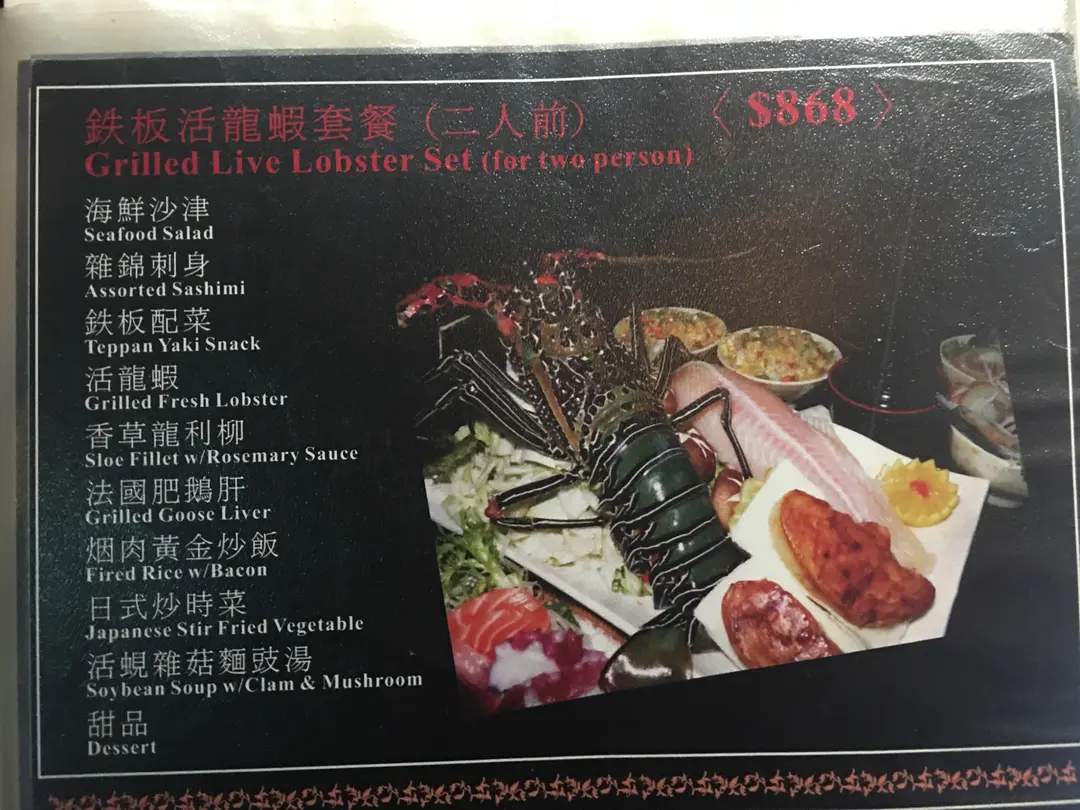 鉄板活龍蝦套餐（二人前） 〈 $868 〉
Grilled Live Lobster Set (for two person)
海鮮沙津
Seafood Salad
雜錦刺身
Assorted Sashimi
鉄板配菜
Teppan Yaki Snack
活龍蝦
Grilled Fresh Lobster
香草龍利柳
Sloe Fillet w/Rosemary Sauce
法國肥鵝肝
Grilled Goose Liver
烟肉黃金炒飯
Fired Rice w/Bacon
日式炒時菜
Japanese Stir Fried Vegetable
活蜆雜菇麵豉湯
Soybean Soup w/Clam & Mushroom
甜品
Dessert